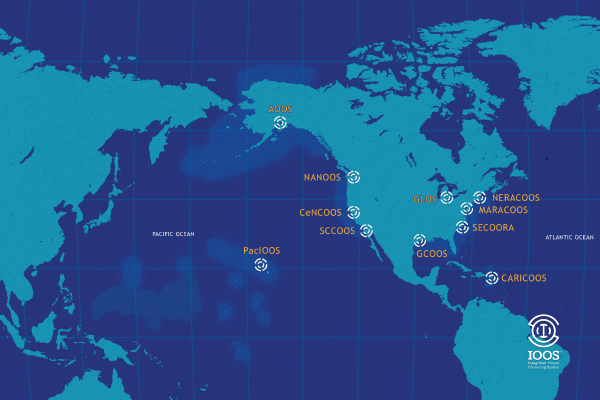 AOOS
NANOOS
GLOS
NERACOOS
MARACOOS
CeNCOOS
SECOORA
SCCOOS
PACIFIC OCEAN
ATLANTIC OCEAN
PacIOOS
GCOOS
CARICOOS
IOOS
Integrated Ocean
Observing System